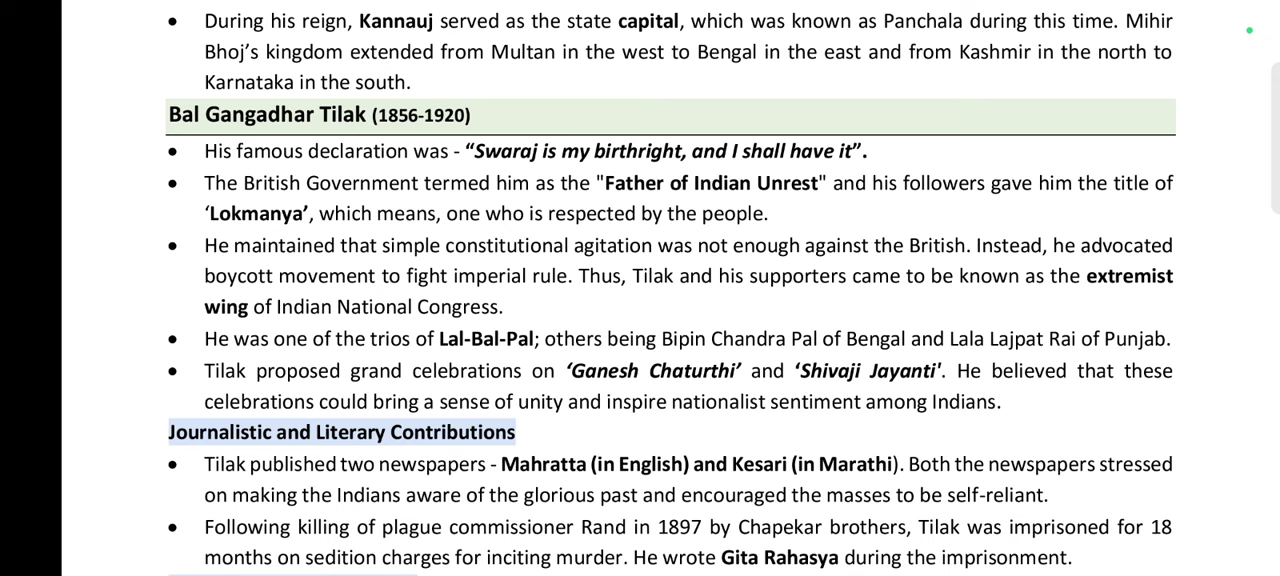 • During his reign, Kannauj served as the state capital, which was known as Panchala during this time. Mihir
Bhoj’s kingdom extended from Multan in the west to Bengal in the east and from Kashmir in the north to
Karnataka in the south.
Bal Gangadhar Tilak (1856-1920)
• His famous declaration was - “Swaraj is my birthright, and I shall have it”.
• The British Government termed him as the "Father of Indian Unrest" and his followers gave him the title of
‘Lokmanya’, which means, one who is respected by the people.
• He maintained that simple constitutional agitation was not enough against the British. Instead, he advocated
boycott movement to fight imperial rule. Thus, Tilak and his supporters came to be known as the extremist
wing of Indian National Congress.
• He was one of the trios of Lal-Bal-Pal; others being Bipin Chandra Pal of Bengal and Lala Lajpat Rai of Punjab.
• Tilak proposed grand celebrations on ‘Ganesh Chaturthi’ and ‘Shivaji Jayanti'. He believed that these
celebrations could bring a sense of unity and inspire nationalist sentiment among Indians.
Journalistic and Literary Contributions
• Tilak published two newspapers - Mahratta (in English) and Kesari (in Marathi). Both the newspapers stressed
on making the Indians aware of the glorious past and encouraged the masses to be self-reliant.
• Following killing of plague commissioner Rand in 1897 by Chapekar brothers, Tilak was imprisoned for 18
months on sedition charges for inciting murder. He wrote Gita Rahasya during the imprisonment.